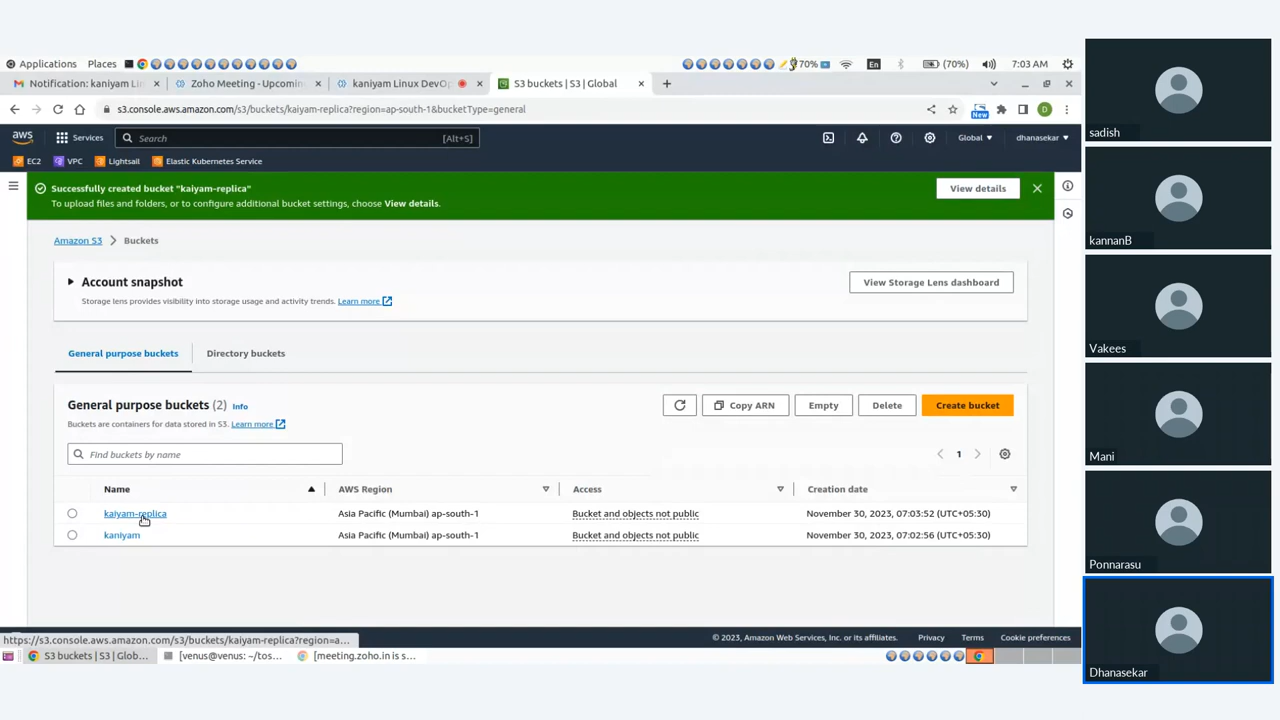 Applications Places 70% En (70%) 7:03 AM
Notification: kaniyam Lin × Zoho Meeting - Upcomin × kaniyam Linux DevO × S3 buckets | S3 | Global × +
s3.console.aws.amazon.com/s3/buckets/kaiyam-replica?region=ap-south-1&bucketType=general
New
D
aws Services Search [Alt+S] Global dhanasekar
EC2 VPC Lightsail Elastic Kubernetes Service
Successfully created bucket "kaiyam-replica"
To upload files and folders, or to configure additional bucket settings, choose View details.
View details
Amazon S3 > Buckets
Account snapshot
Storage lens provides visibility into storage usage and activity trends. Learn more
View Storage Lens dashboard
General purpose buckets Directory buckets
General purpose buckets (2) Info
Buckets are containers for data stored in S3. Learn more
Copy ARN Empty Delete Create bucket
Find buckets by name
1
Name AWS Region Access Creation date
kaiyam-replica Asia Pacific (Mumbai) ap-south-1 Bucket and objects not public November 30, 2023, 07:03:52 (UTC+05:30)
kaniyam Asia Pacific (Mumbai) ap-south-1 Bucket and objects not public November 30, 2023, 07:02:56 (UTC+05:30)
https://s3.console.aws.amazon.com/s3/buckets/kaiyam-replica?region=a...
© 2023, Amazon Web Services, Inc. or its affiliates. Privacy Terms Cookie preferences
S3 buckets | S3 | Glob... [venus@venus: ~/tos... [meeting.zoho.in is s...
sadish
kannanB
Vakees
Mani
Ponnarasu
Dhanasekar